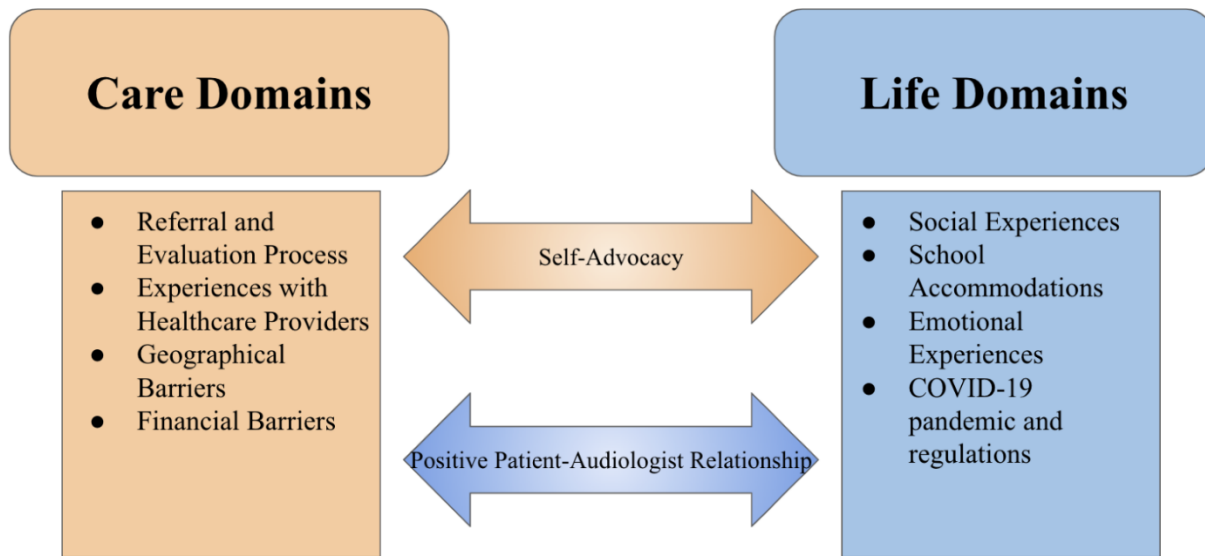 Care Domains
Life Domains
● Referral and
Evaluation Process
● Experiences with
Healthcare Providers
● Geographical
Barriers
● Financial Barriers
Self-Advocacy
Positive Patient-Audiologist Relationship
● Social Experiences
● School
Accommodations
● Emotional
Experiences
● COVID-19
pandemic and
regulations